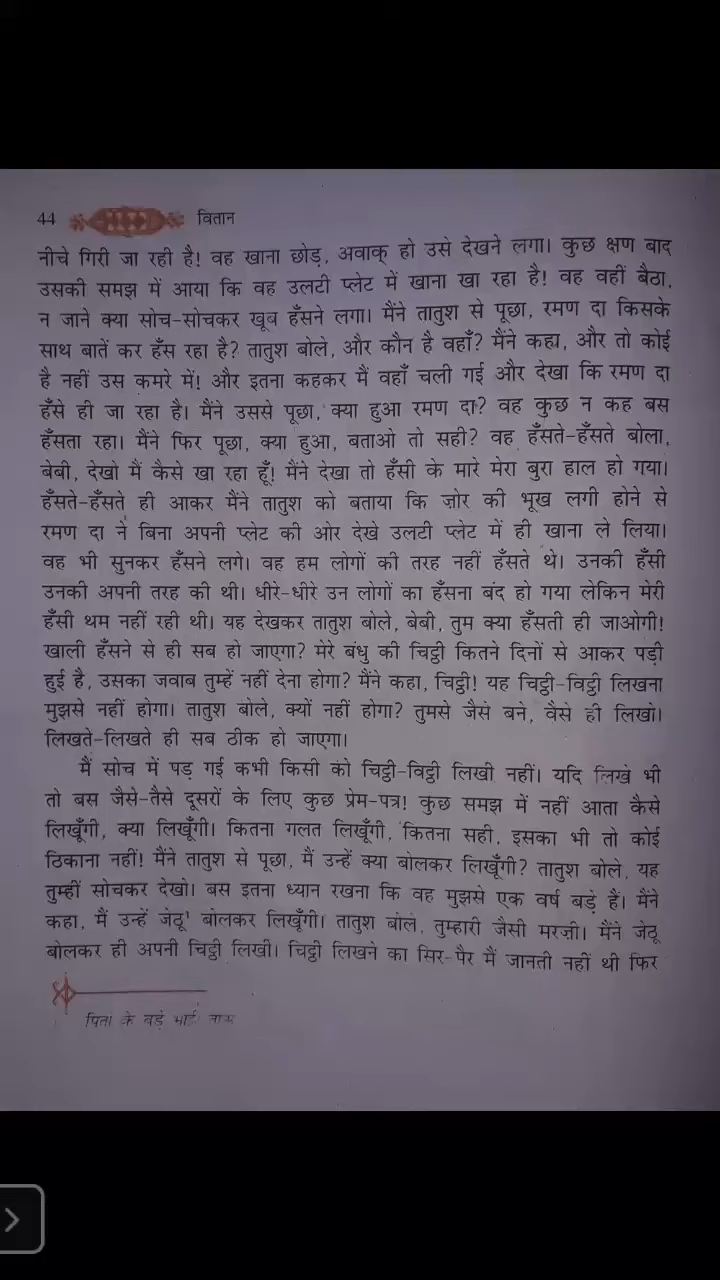 44 वितान
नीचे गिरी जा रही है! वह खाना छोड़, अवाक् हो उसे देखने लगा। कुछ क्षण बाद
उसकी समझ में आया कि वह उलटी प्लेट में खाना खा रहा है! वह वहीं बैठा,
न जाने क्या सोच-सोचकर खूब हँसने लगा। मैंने तातुश से पूछा, रमण दा किसके
साथ बातें कर हँस रहा है? तातुश बोले, और कौन है वहाँ? मैंने कहा, और तो कोई
है नहीं उस कमरे में! और इतना कहकर मैं वहाँ चली गई और देखा कि रमण दा
हँसे ही जा रहा है। मैंने उससे पूछा, क्या हुआ रमण दा? वह कुछ न कह बस
हँसता रहा। मैंने फिर पूछा, क्या हुआ, बताओ तो सही? वह हँसते-हँसते बोला,
बेबी, देखो मैं कैसे खा रहा हूँ! मैंने देखा तो हँसी के मारे मेरा बुरा हाल हो गया।
हँसते-हँसते ही आकर मैंने तातुश को बताया कि ज़ोर की भूख लगी होने से
रमण दा ने बिना अपनी प्लेट की ओर देखे उलटी प्लेट में ही खाना ले लिया।
वह भी सुनकर हँसने लगे। वह हम लोगों की तरह नहीं हँसते थे। उनकी हँसी
उनकी अपनी तरह की थी। धीरे-धीरे उन लोगों का हँसना बंद हो गया लेकिन मेरी
हँसी थम नहीं रही थी। यह देखकर तातुश बोले, बेबी, तुम क्या हँसती ही जाओगी!
खाली हँसने से ही सब हो जाएगा? मेरे बंधु की चिट्ठी कितने दिनों से आकर पड़ी
हुई है, उसका जवाब तुम्हें नहीं देना होगा? मैंने कहा, चिट्ठी! यह चिट्ठी-विट्ठी लिखना
मुझसे नहीं होगा। तातुश बोले, क्यों नहीं होगा? तुमसे जैसे बने, वैसे ही लिखो।
लिखते-लिखते ही सब ठीक हो जाएगा।
मैं सोच में पड़ गई कभी किसी को चिट्ठी-विट्ठी लिखी नहीं। यदि लिखे भी
तो बस जैसे-तैसे दूसरों के लिए कुछ प्रेम-पत्र! कुछ समझ में नहीं आता कैसे
लिखूँगी, क्या लिखूँगी। कितना गलत लिखूँगी, कितना सही, इसका भी तो कोई
ठिकाना नहीं! मैंने तातुश से पूछा, मैं उन्हें क्या बोलकर लिखूँगी? तातुश बोले, यह
तुम्हीं सोचकर देखो। बस इतना ध्यान रखना कि वह मुझसे एक वर्ष बड़े हैं। मैंने
कहा, मैं उन्हें जेठू¹ बोलकर लिखूँगी। तातुश बोले, तुम्हारी जैसी मरज़ी। मैंने जेठू
बोलकर ही अपनी चिट्ठी लिखी। चिट्ठी लिखने का सिर-पैर मैं जानती नहीं थी फिर
पिता के बड़े भाई